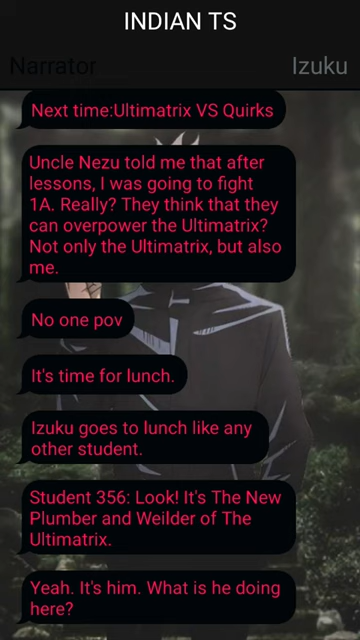 INDIAN TS
Narrator
Izuku
Next time:Ultimatrix VS Quirks
Uncle Nezu told me that after
lessons, I was going to fight
1A. Really? They think that they
can overpower the Ultimatrix?
Not only the Ultimatrix, but also
me.
No one pov
It's time for lunch.
Izuku goes to lunch like any
other student.
Student 356: Look! It's The New
Plumber and Weilder of The
Ultimatrix.
Yeah. It's him. What is he doing
here?